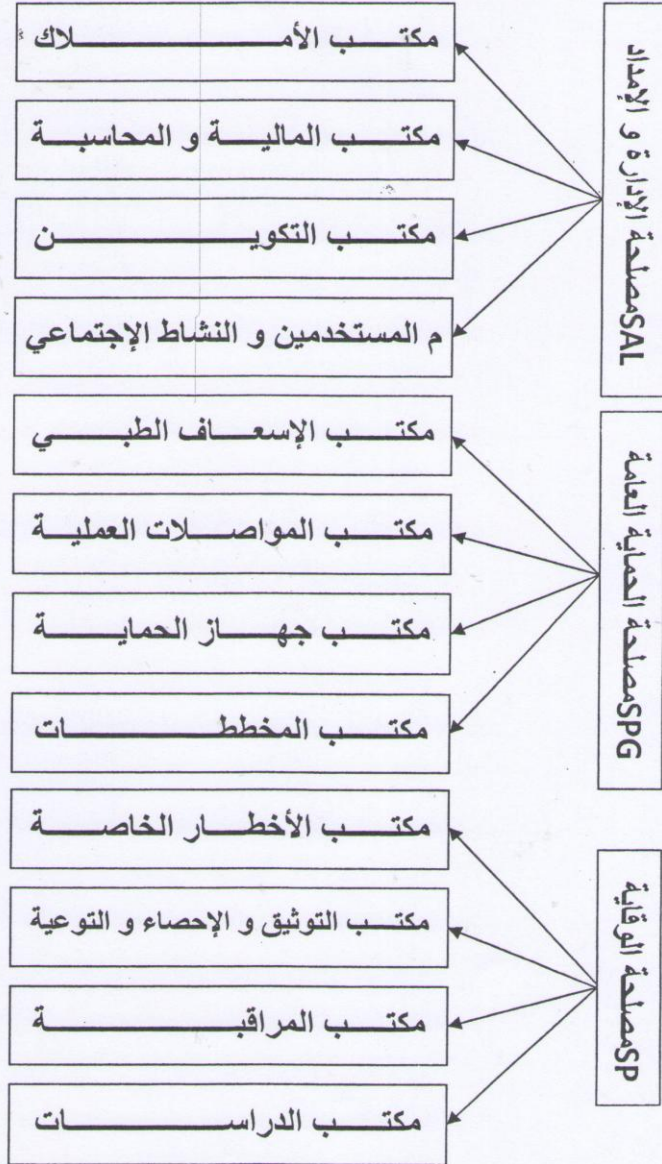 مصلحة الإدارة و الإمداد SAL
مكتب الأملاك
مكتب المالية و المحاسبة
مكتب التكوين
م المستخدمين و النشاط الإجتماعي
مصلحة الحماية العامة SPG
مكتب الإسعاف الطبي
مكتب المواصلات العملية
مكتب جهاز الحماية
مكتب المخططات
مصلحة الوقاية SP
مكتب الأخطار الخاصة
مكتب التوثيق و الإحصاء و التوعية
مكتب المراقبة
مكتب الدراسات